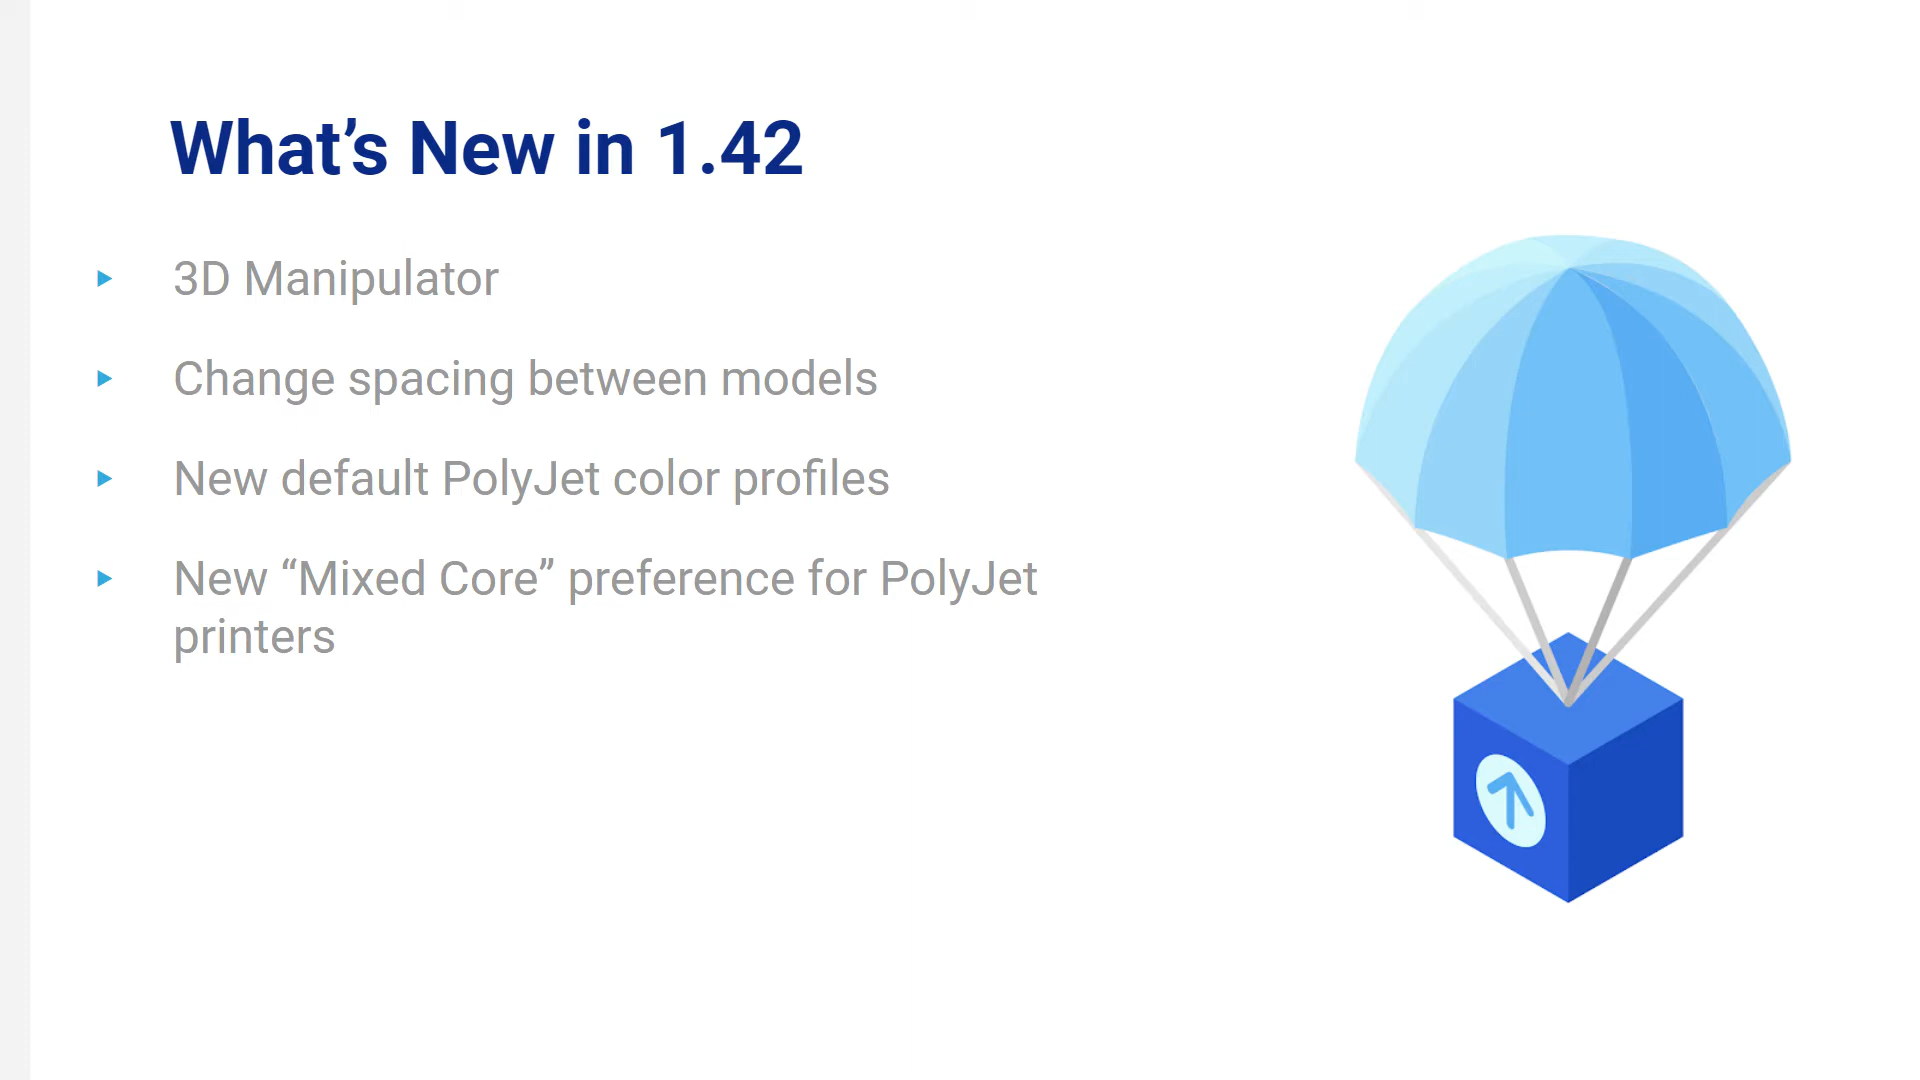 What’s New in 1.42
3D Manipulator
Change spacing between models
New default PolyJet color profiles
New “Mixed Core” preference for PolyJet
printers